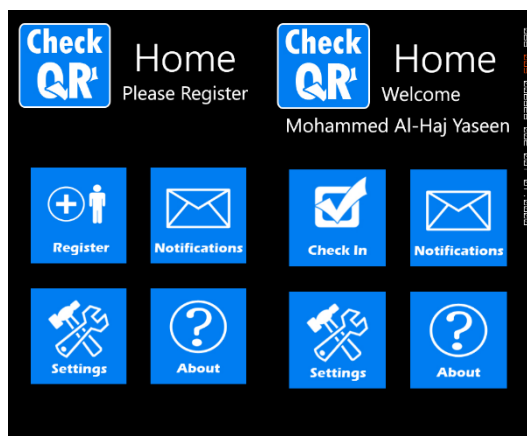 Check
QR
Home
Please Register
Register
Notifications
Settings
About
Check
QR
Home
Welcome
Mohammed Al-Haj Yaseen
Check In
Notifications
Settings
About